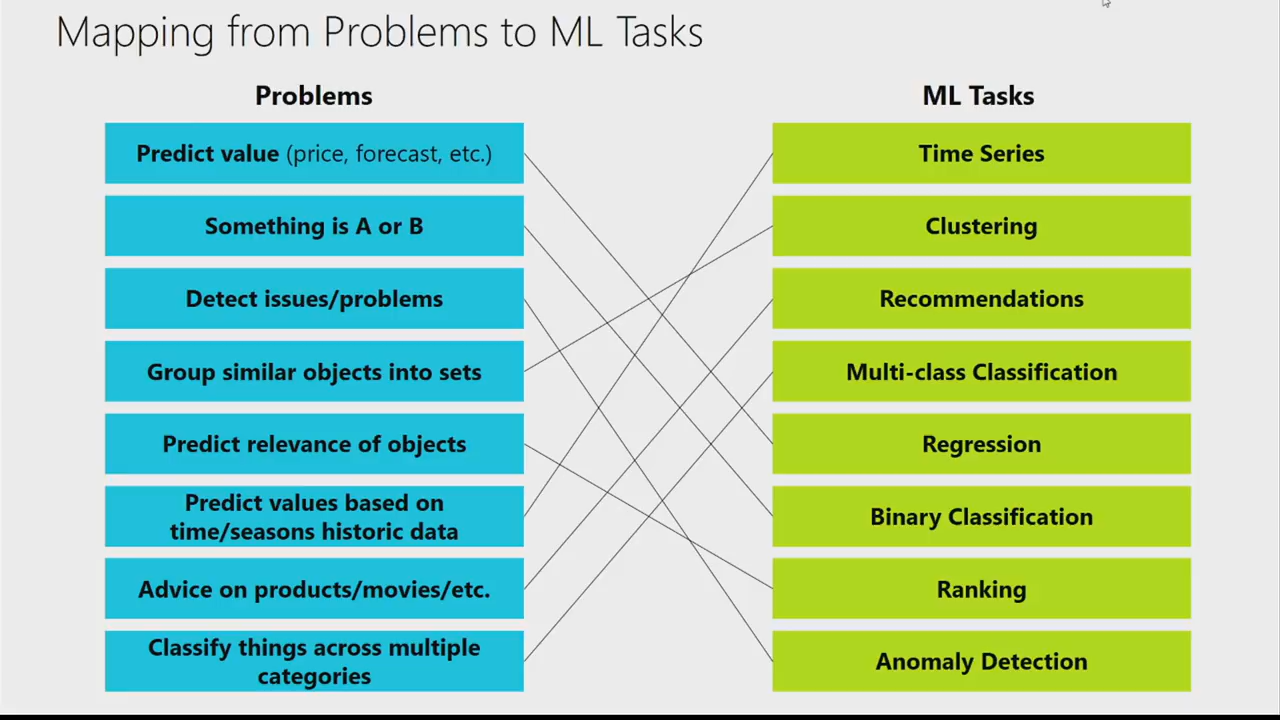 Mapping from Problems to ML Tasks
Problems
Predict value (price, forecast, etc.)
Something is A or B
Detect issues/problems
Group similar objects into sets
Predict relevance of objects
Predict values based on
time/seasons historic data
Advice on products/movies/etc.
Classify things across multiple
categories
ML Tasks
Time Series
Clustering
Recommendations
Multi-class Classification
Regression
Binary Classification
Ranking
Anomaly Detection